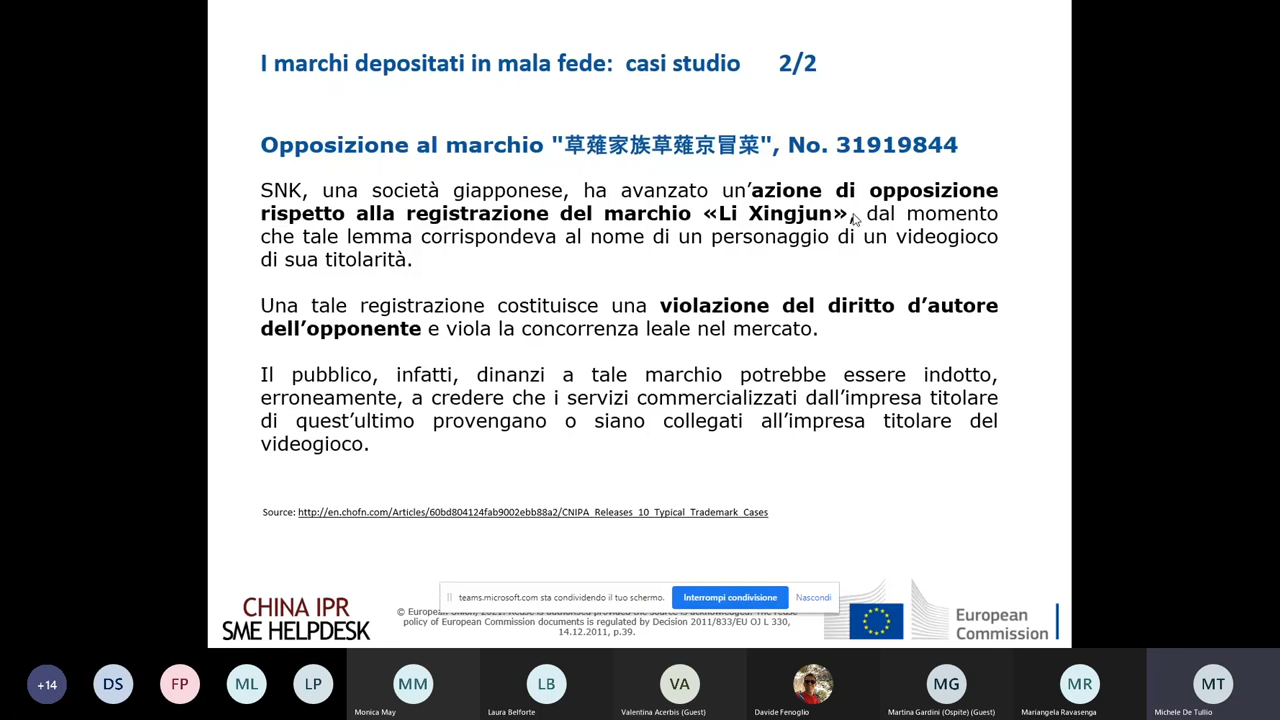 I marchi depositati in mala fede: casi studio 2/2
Opposizione al marchio "草薙家族草薙京冒菜", No. 31919844
SNK, una società giapponese, ha avanzato un’azione di opposizione
rispetto alla registrazione del marchio «Li Xingjun», dal momento
che tale lemma corrispondeva al nome di un personaggio di un videogioco
di sua titolarità.
Una tale registrazione costituisce una violazione del diritto d’autore
dell’opponente e viola la concorrenza leale nel mercato.
Il pubblico, infatti, dinanzi a tale marchio potrebbe essere indotto,
erroneamente, a credere che i servizi commercializzati dall’impresa titolare
di quest’ultimo provengano o siano collegati all’impresa titolare del
videogioco.
Source: http://en.chofn.com/Articles/60bd804124fab9002ebb88a2/CNIPA_Releases_10_Typical_Trademark_Cases
teams.microsoft.com sta condividendo il tuo schermo. Interrompi condivisione Nascondi
CHINA IPR
SME HELPDESK
© European Union, 2021. Reuse is authorised provided the source is acknowledged. The reuse
policy of European Commission documents is regulated by Decision 2011/833/EU OJ L 330,
14.12.2011, p.39.
European
Commission
+14 DS FP ML LP MM LB VA MG MR MT
Monica May Laura Belforte Valentina Acerbis (Guest) Davide Fenoglio Martina Gardini (Ospite) (Guest) Mariangela Ravasenga Michele De Tullio